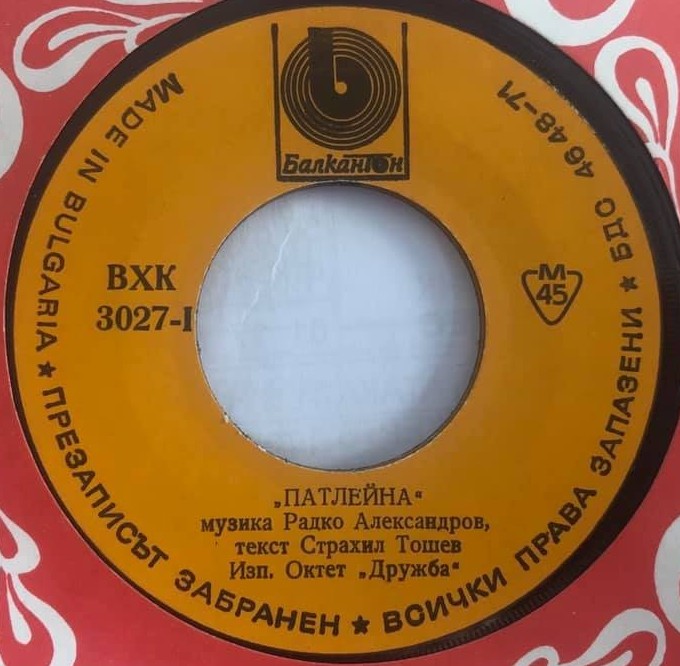 Балкантон
MADE IN BULGARIA ★ ПРЕЗАПИСЪТ ЗАБРАНЕН ★ ВСИЧКИ ПРАВА ЗАПАЗЕНИ ★ БДС 4648-71
ВХК
3027-I
М
45
„ПАТЛЕЙНА“
музика Радко Александров,
текст Страхил Тошев
Изп. Октет „Дружба“